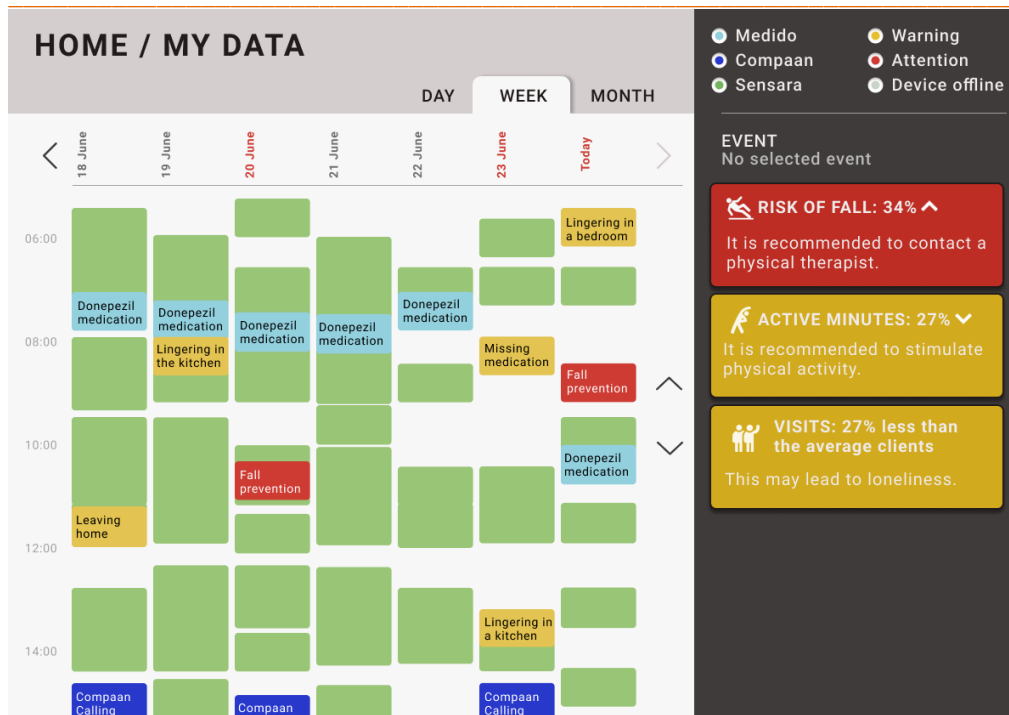 HOME / MY DATA
DAY
WEEK
MONTH
18 June
19 June
20 June
21 June
22 June
23 June
Today
06:00
08:00
10:00
12:00
14:00
Donepezil
medication
Leaving
home
Compaan
Calling
Donepezil
medication
Lingering in
the kitchen
Donepezil
medication
Fall
prevention
Compaan
Donepezil
medication
Donepezil
medication
Missing
medication
Lingering in
a kitchen
Compaan
Calling
Lingering in
a bedroom
Fall
prevention
Donepezil
medication
Medido
Compaan
Sensara
Warning
Attention
Device offline
EVENT
No selected event
RISK OF FALL: 34%
It is recommended to contact a
physical therapist.
ACTIVE MINUTES: 27%
It is recommended to stimulate
physical activity.
VISITS: 27% less than
the average clients
This may lead to loneliness.